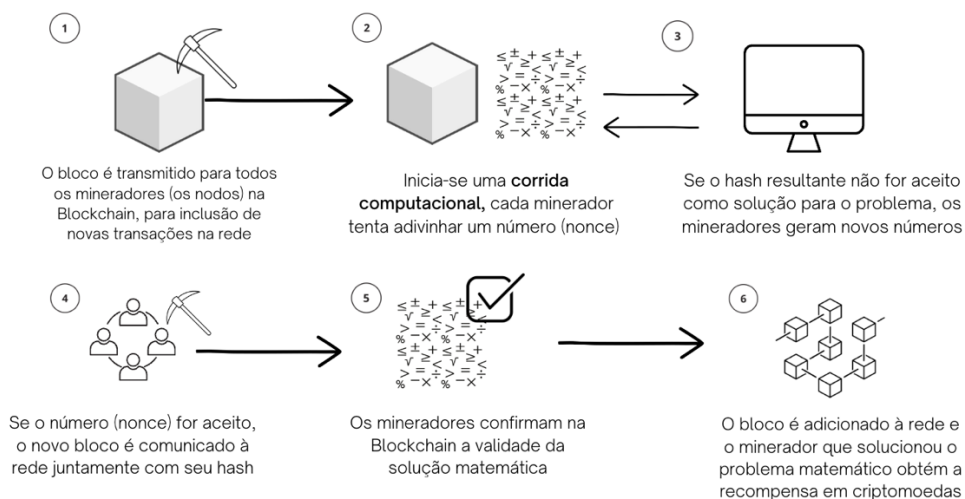 1
O bloco é transmitido para todos
os mineradores (os nodos) na
Blockchain, para inclusão de
novas transações na rede
2
Inicia-se uma corrida
computacional, cada minerador
tenta adivinhar um número (nonce)
3
Se o hash resultante não for aceito
como solução para o problema, os
mineradores geram novos números
4
Se o número (nonce) for aceito,
o novo bloco é comunicado à
rede juntamente com seu hash
5
Os mineradores confirmam na
Blockchain a validade da
solução matemática
6
O bloco é adicionado à rede e
o minerador que solucionou o
problema matemático obtém a
recompensa em criptomoedas